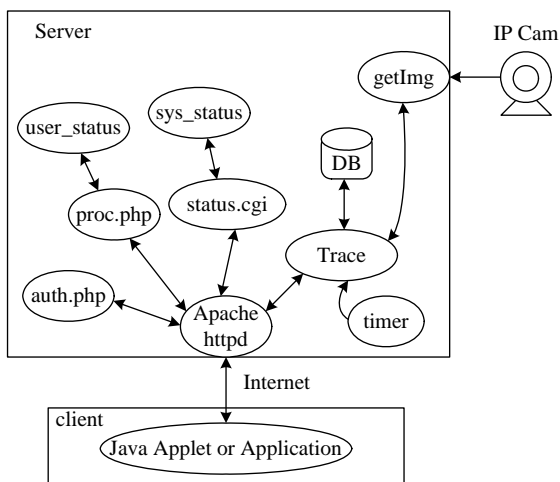 Server
IP Cam
getImg
user_status
sys_status
DB
proc.php
status.cgi
Trace
auth.php
Apache
httpd
timer
Internet
client
Java Applet or Application